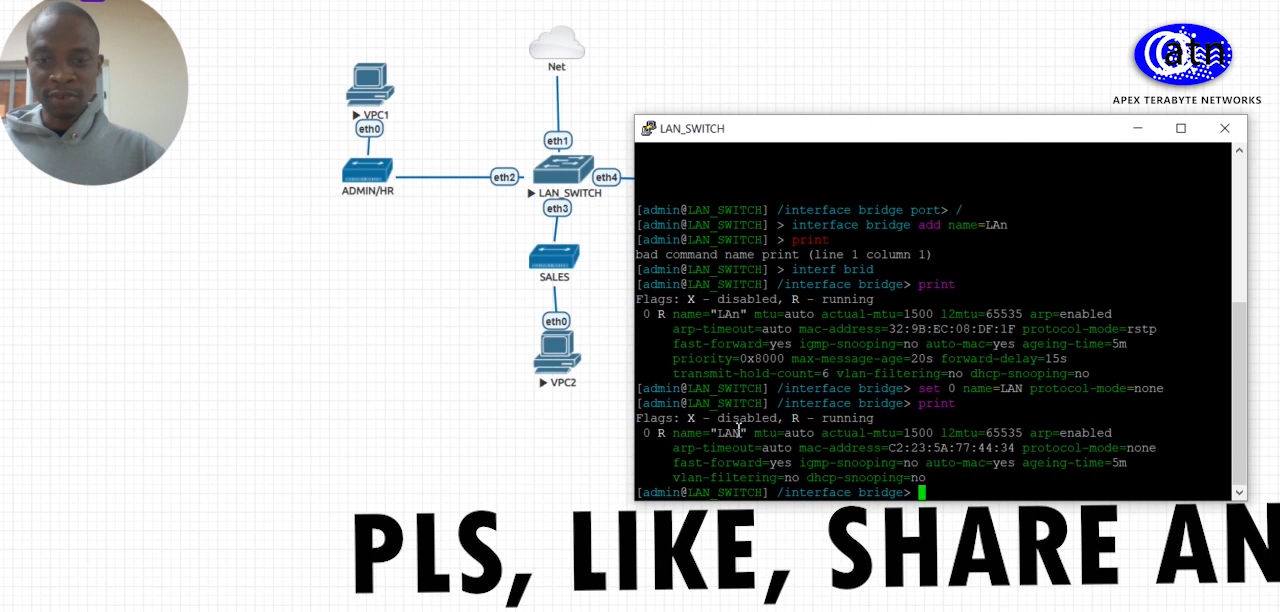 Net
VPC1
eth0
ADMIN/HR
eth1
eth2
eth4
LAN_SWITCH
eth3
SALES
eth0
VPC2
atn
APEX TERABYTE NETWORKS
LAN_SWITCH
[admin@LAN_SWITCH] /interface bridge port> /
[admin@LAN_SWITCH] > interface bridge add name=LAn
[admin@LAN_SWITCH] > print
bad command name print (line 1 column 1)
[admin@LAN_SWITCH] > interf brid
[admin@LAN_SWITCH] /interface bridge> print
Flags: X - disabled, R - running
0 R name="LAn" mtu=auto actual-mtu=1500 l2mtu=65535 arp=enabled
arp-timeout=auto mac-address=32:9B:EC:08:DF:1F protocol-mode=rstp
fast-forward=yes igmp-snooping=no auto-mac=yes ageing-time=5m
priority=0x8000 max-message-age=20s forward-delay=15s
transmit-hold-count=6 vlan-filtering=no dhcp-snooping=no
[admin@LAN_SWITCH] /interface bridge> set 0 name=LAN protocol-mode=none
[admin@LAN_SWITCH] /interface bridge> print
Flags: X - disabled, R - running
0 R name="LAN" mtu=auto actual-mtu=1500 l2mtu=65535 arp=enabled
arp-timeout=auto mac-address=C2:23:5A:77:44:34 protocol-mode=none
fast-forward=yes igmp-snooping=no auto-mac=yes ageing-time=5m
vlan-filtering=no dhcp-snooping=no
[admin@LAN_SWITCH] /interface bridge>
PLS, LIKE, SHARE AN